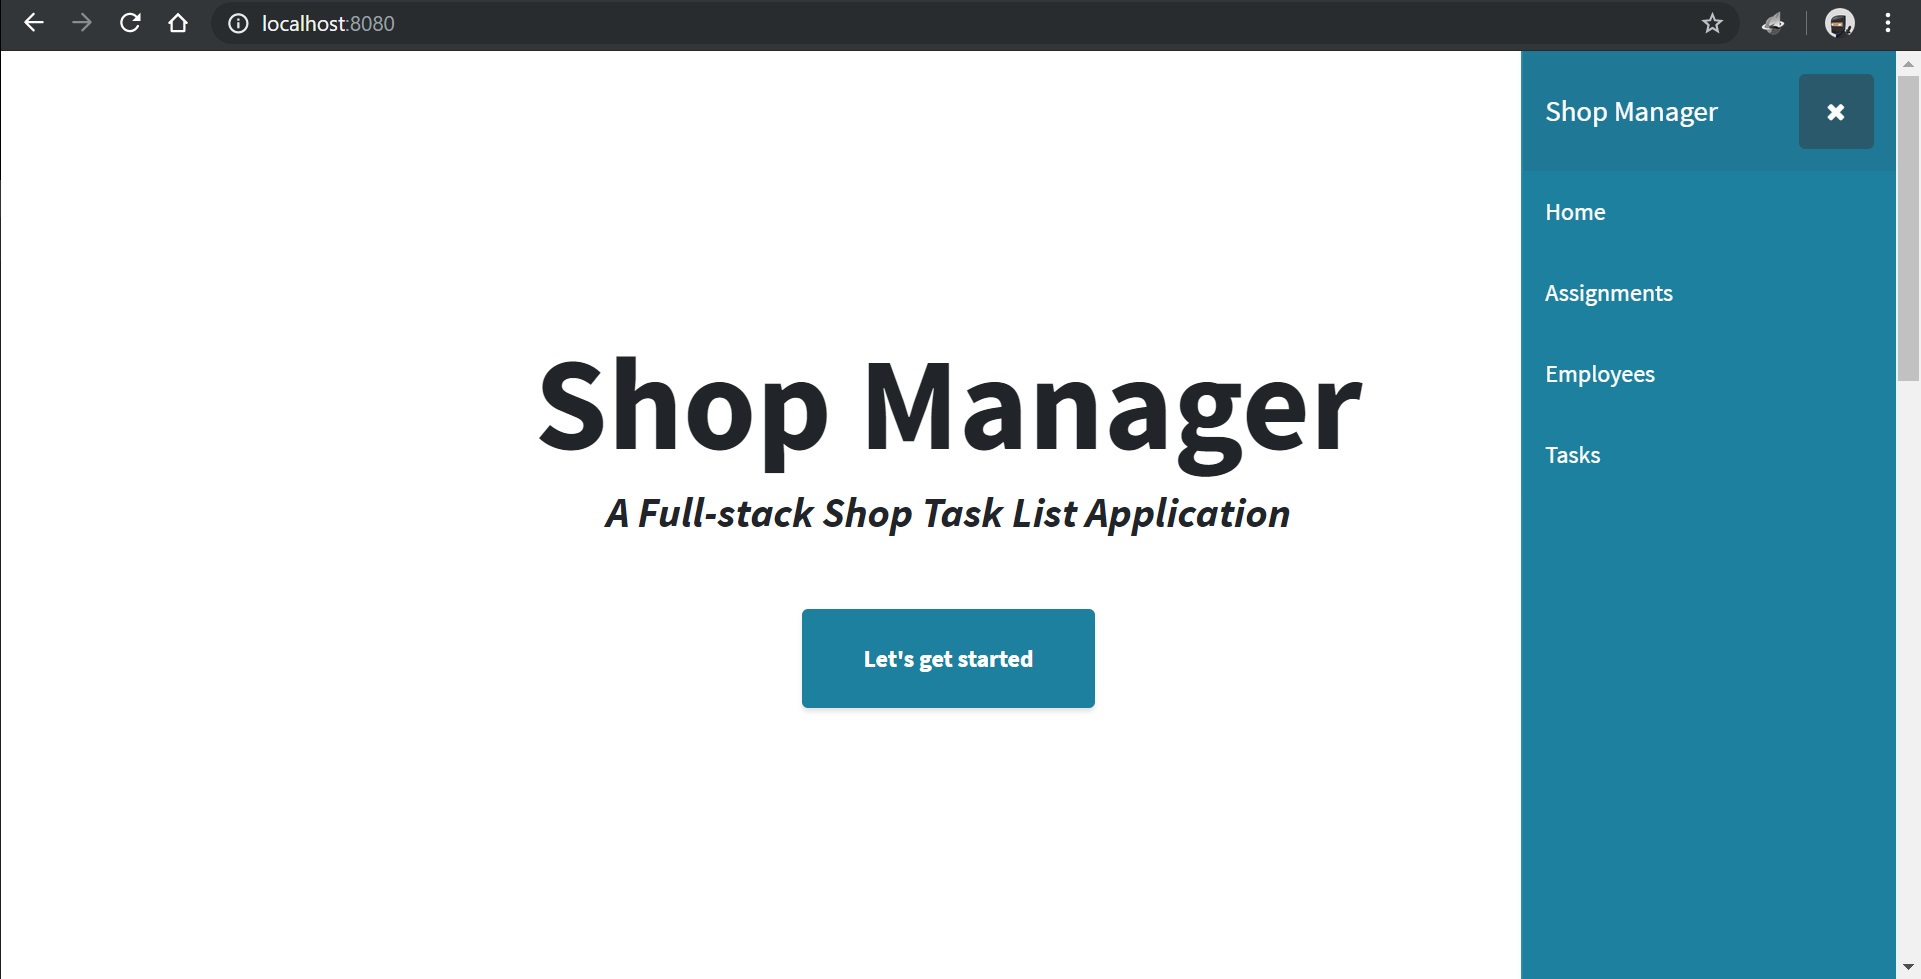 localhost:8080
Shop Manager
Home
Assignments
Employees
Tasks
Shop Manager
A Full-stack Shop Task List Application
Let's get started